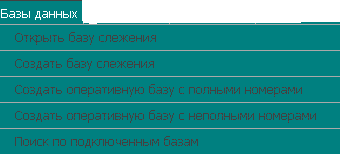 Базы данных
Открыть базу слежения
Создать базу слежения
Создать оперативную базу с полными номерами
Создать оперативную базу с неполными номерами
Поиск по подключенным базам